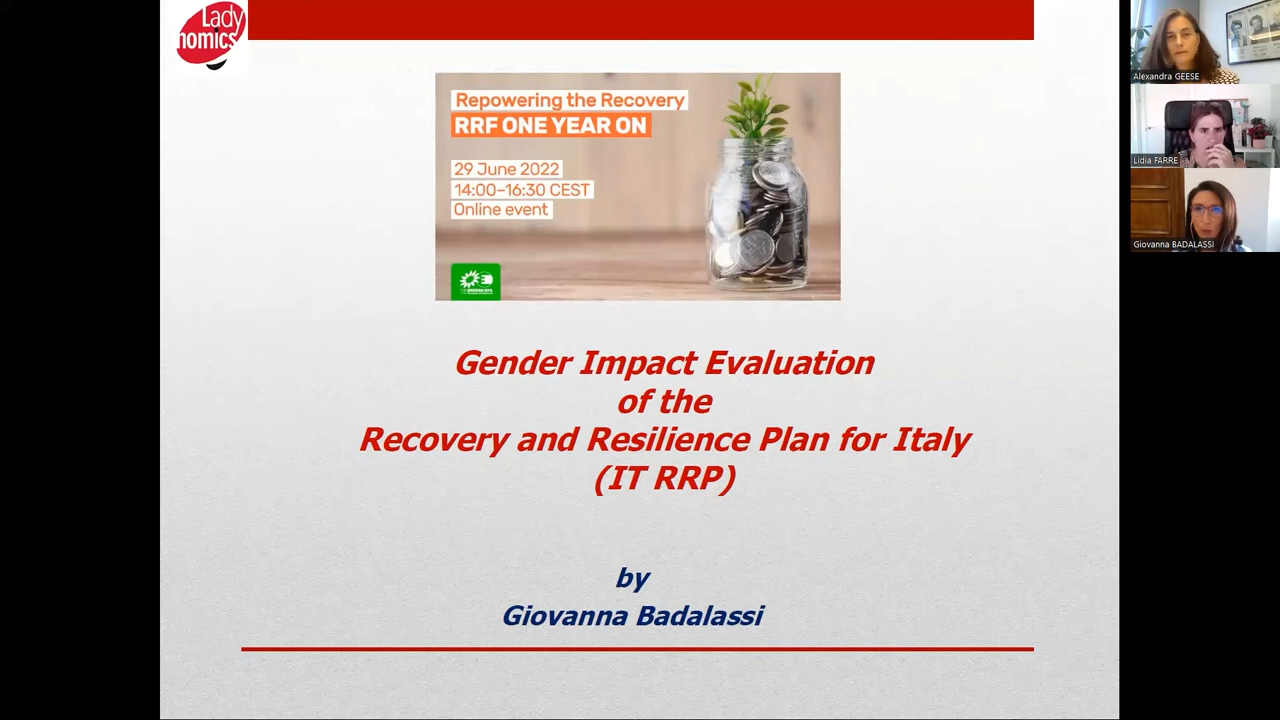 Lady
nomics
Repowering the Recovery
RRF ONE YEAR ON
29 June 2022
14:00–16:30 CEST
Online event
Gender Impact Evaluation
of the
Recovery and Resilience Plan for Italy
(IT RRP)
by
Giovanna Badalassi
Alexandra GEESE
Lidia FARRE
Giovanna BADALASSI